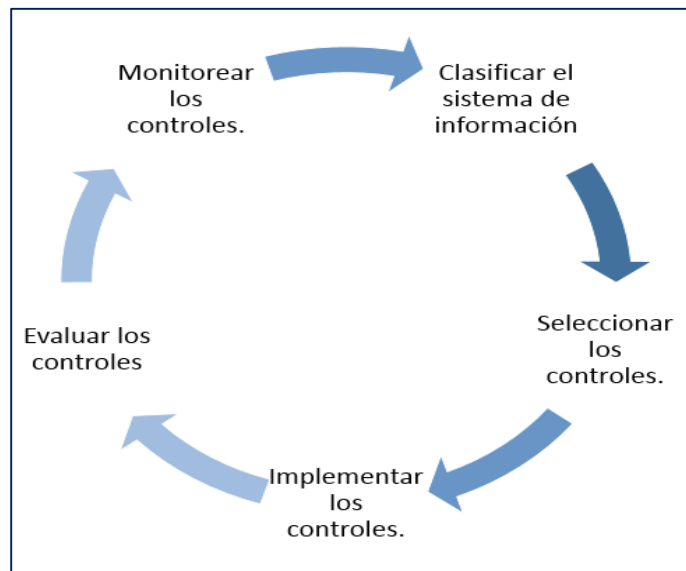 Monitorear
los
controles.
Clasificar el
sistema de
información
Seleccionar
los
controles.
Implementar
los
controles.
Evaluar los
controles